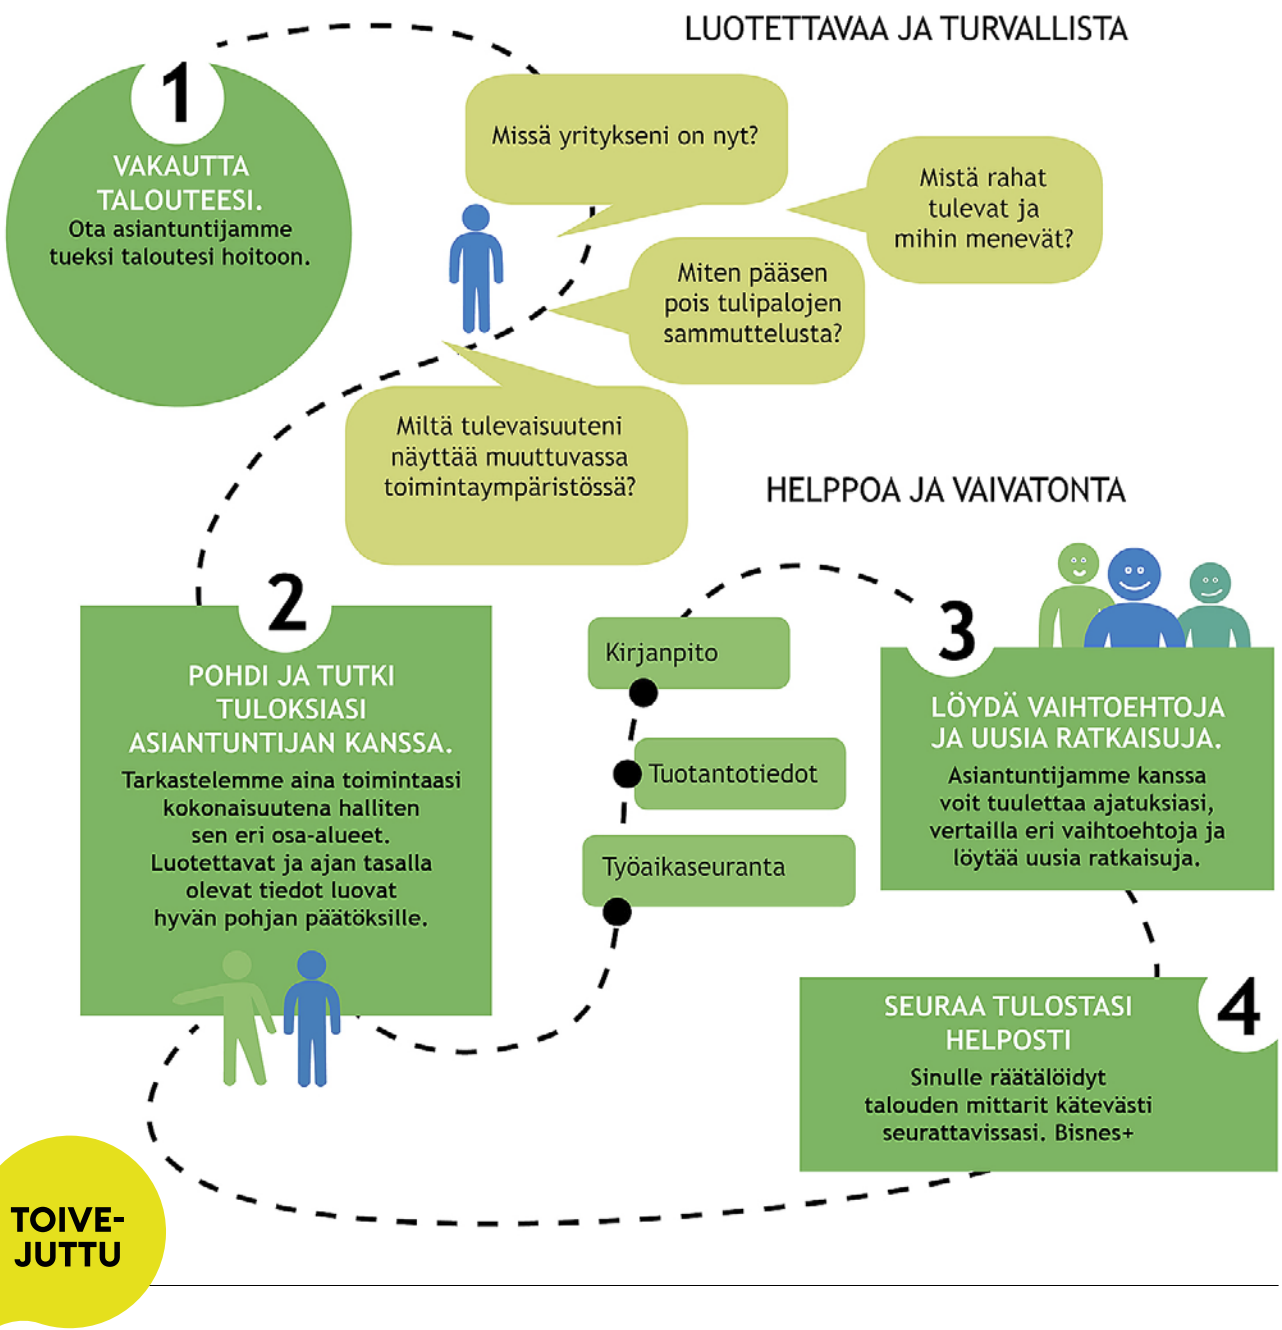 LUOTETTAVAA JA TURVALLISTA
1
VAKAUTTA
TALOUTEESI.
Ota asiantuntijamme
tueksi taloutesi hoitoon.
Missä yritykseni on nyt?
Mistä rahat
tulevat ja
mihin menevät?
Miten pääsen
pois tulipalojen
sammuttelusta?
Miltä tulevaisuuteni
näyttää muuttuvassa
toimintaympäristössä?
HELPPOA JA VAIVATONTA
2
POHDI JA TUTKI
TULOKSIASI
ASIANTUNTIJAN KANSSA.
Tarkastelemme aina toimintaasi
kokonaisuutena halliten
sen eri osa-alueet.
Luotettavat ja ajan tasalla
olevat tiedot luovat
hyvän pohjan päätöksille.
Kirjanpito
Tuotantotiedot
Työaikaseuranta
3
LÖYDÄ VAIHTOEHTOJA
JA UUSIA RATKAISUJA.
Asiantuntijamme kanssa
voit tuulettaa ajatuksiasi,
vertailla eri vaihtoehtoja ja
löytää uusia ratkaisuja.
4
SEURAA TULOSTASI
HELPOSTI
Sinulle räätälöidyt
talouden mittarit kätevästi
seurattavissasi. Bisnes+
TOIVE-
JUTTU